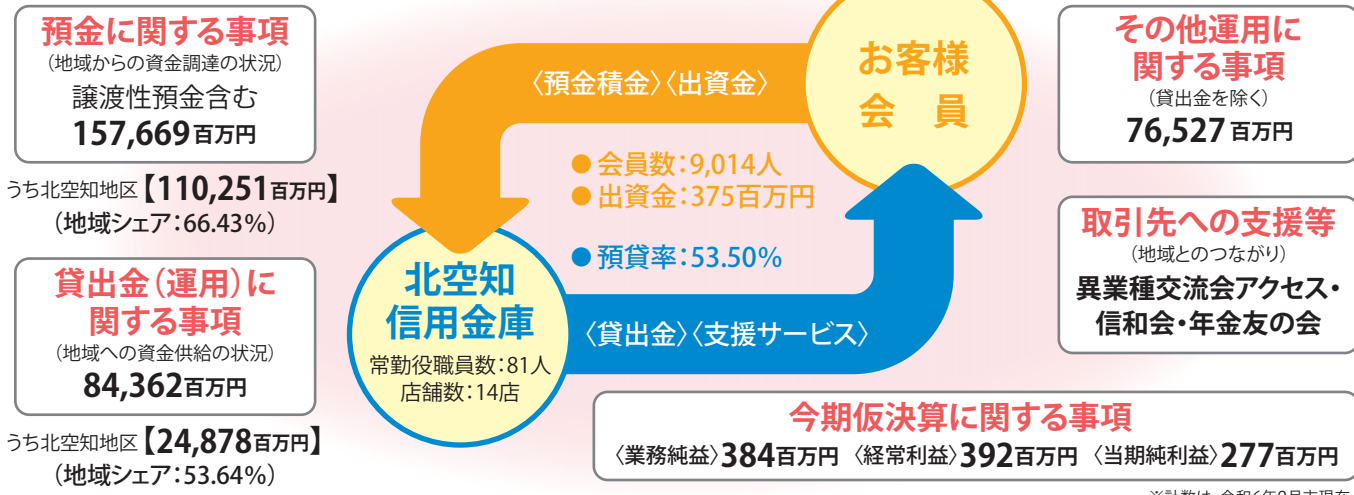 預金に関する事項
(地域からの資金調達の状況)
譲渡性預金含む
157,669百万円
うち北空知地区【110,251百万円】
(地域シェア:66.43%)
貸出金(運用)に
関する事項
(地域への資金供給の状況)
84,362百万円
うち北空知地区【24,878百万円】
(地域シェア:53.64%)
〈預金積金〉〈出資金〉
お客様
会 員
● 会員数:9,014人
● 出資金:375百万円
● 預貸率:53.50%
北空知
信用金庫
常勤役職員数:81人
店舗数:14店
〈貸出金〉〈支援サービス〉
その他運用に
関する事項
(貸出金を除く)
76,527百万円
取引先への支援等
(地域とのつながり)
異業種交流会アクセス・
信和会・年金友の会
今期仮決算に関する事項
〈業務純益〉384百万円 〈経常利益〉392百万円 〈当期純利益〉277百万円
※計数は、令和6年9月末現在